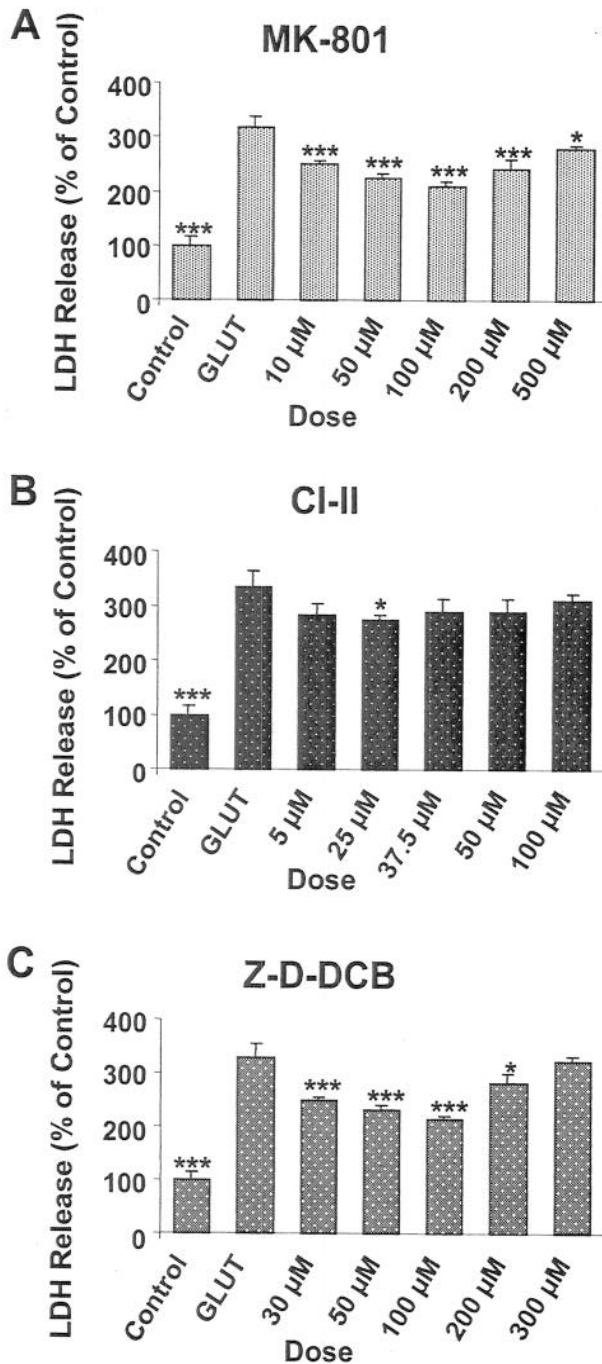 A
MK-801
LDH Release (% of Control)
400
300
200
100
0
***
***
***
***
***
*
Control
GLUT
10 µM
50 µM
100 µM
200 µM
500 µM
Dose
B
CI-II
LDH Release (% of Control)
400
300
200
100
0
***
*
Control
GLUT
5 µM
25 µM
37.5 µM
50 µM
100 µM
Dose
C
Z-D-DCB
LDH Release (% of Control)
400
300
200
100
0
***
***
***
***
*
Control
GLUT
30 µM
50 µM
100 µM
200 µM
300 µM
Dose